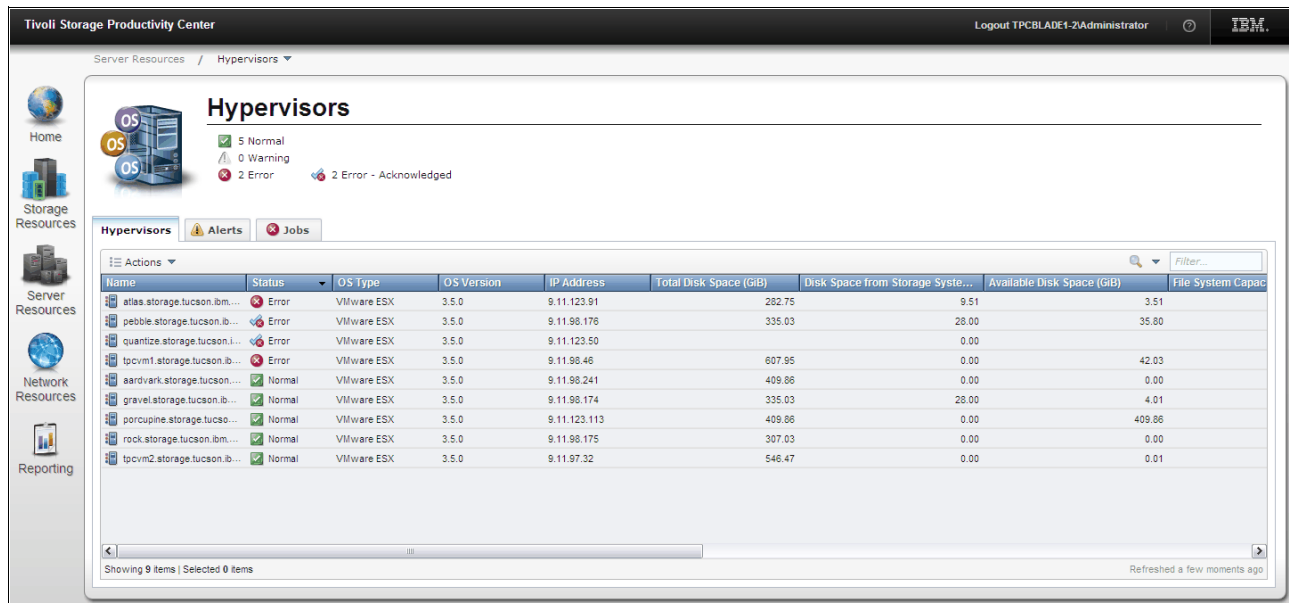 Tivoli Storage Productivity Center Logout TPCBLADE1-2\Administrator ? IBM.
Server Resources / Hypervisors
Home
Storage Resources
Server Resources
Network Resources
Reporting
OS
OS
OS
Hypervisors
5 Normal
0 Warning
2 Error 2 Error - Acknowledged
Hypervisors Alerts Jobs
Actions Filter...
Name Status OS Type OS Version IP Address Total Disk Space (GiB) Disk Space from Storage Syste... Available Disk Space (GiB) File System Capac
atlas.storage.tucson.ibm.... Error VMware ESX 3.5.0 9.11.123.91 282.75 9.51 3.51
pebble.storage.tucson.ib... Error VMware ESX 3.5.0 9.11.98.176 335.03 28.00 35.80
quantize.storage.tucson.i... Error VMware ESX 3.5.0 9.11.123.50 0.00
tpcvm1.storage.tucson.ib... Error VMware ESX 3.5.0 9.11.98.46 607.95 0.00 42.03
aardvark.storage.tucson.... Normal VMware ESX 3.5.0 9.11.98.241 409.86 0.00 0.00
gravel.storage.tucson.ib... Normal VMware ESX 3.5.0 9.11.98.174 335.03 28.00 4.01
porcupine.storage.tucso... Normal VMware ESX 3.5.0 9.11.123.113 409.86 0.00 409.86
rock.storage.tucson.ibm.... Normal VMware ESX 3.5.0 9.11.98.175 307.03 0.00 0.00
tpcvm2.storage.tucson.ib... Normal VMware ESX 3.5.0 9.11.97.32 546.47 0.00 0.01
Showing 9 items | Selected 0 items Refreshed a few moments ago